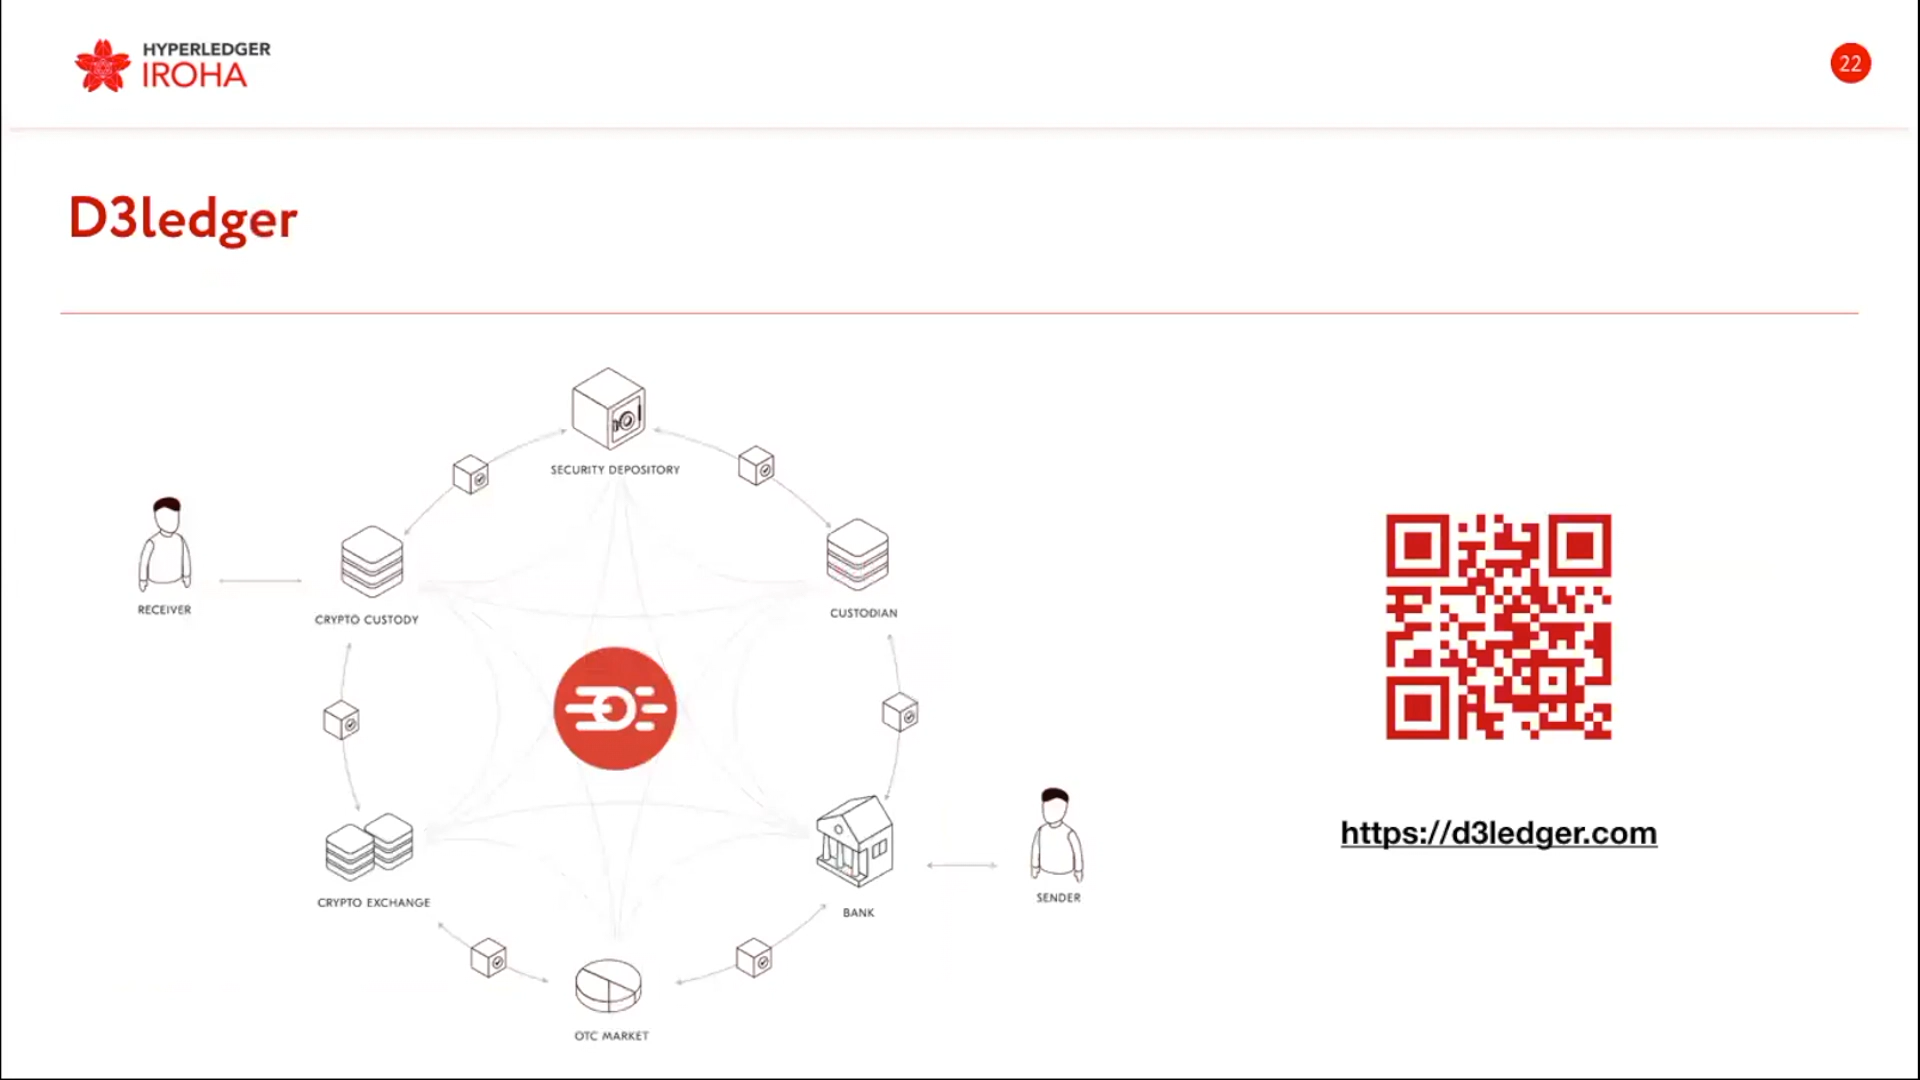 HYPERLEDGER
IROHA
22
D3ledger
SECURITY DEPOSITORY
RECEIVER
CRYPTO CUSTODY
CUSTODIAN
CRYPTO EXCHANGE
BANK
SENDER
OTC MARKET
https://d3ledger.com